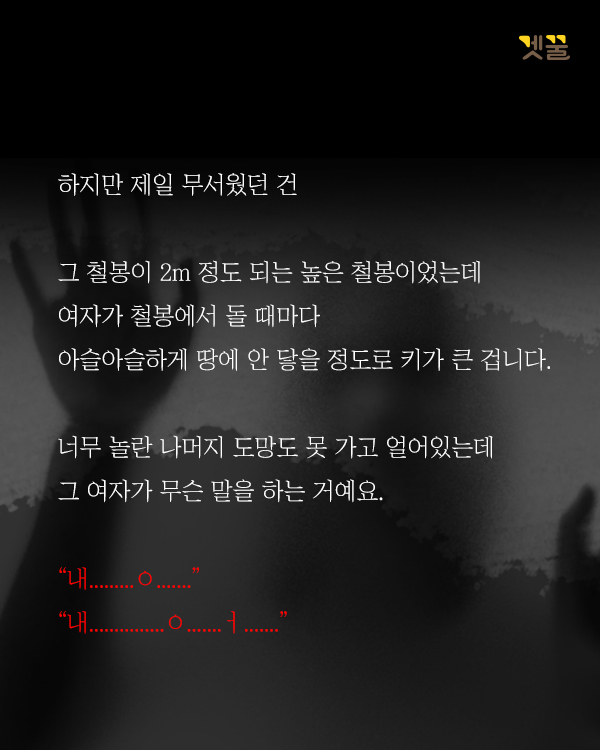 겟꿀
하지만 제일 무서웠던 건
그 철봉이 2m 정도 되는 높은 철봉이었는데
여자가 철봉에서 돌 때마다
아슬아슬하게 땅에 안 닿을 정도로 키가 큰 겁니다.
너무 놀란 나머지 도망도 못 가고 얼어있는데
그 여자가 무슨 말을 하는 거예요.
“내.........ㅇ.......”
“내...............ㅇ.......ㅓ.......”